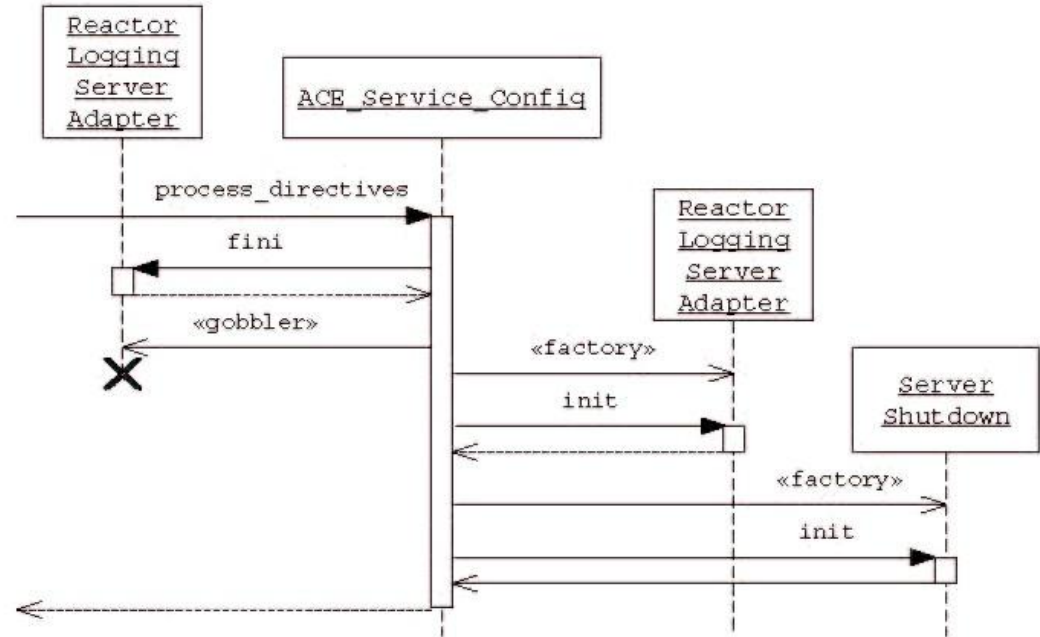 Reactor
Logging
Server
Adapter
ACE_Service_Config
process_directives
fini
«gobbler»
Reactor
Logging
Server
Adapter
«factory»
init
Server
Shutdown
«factory»
init